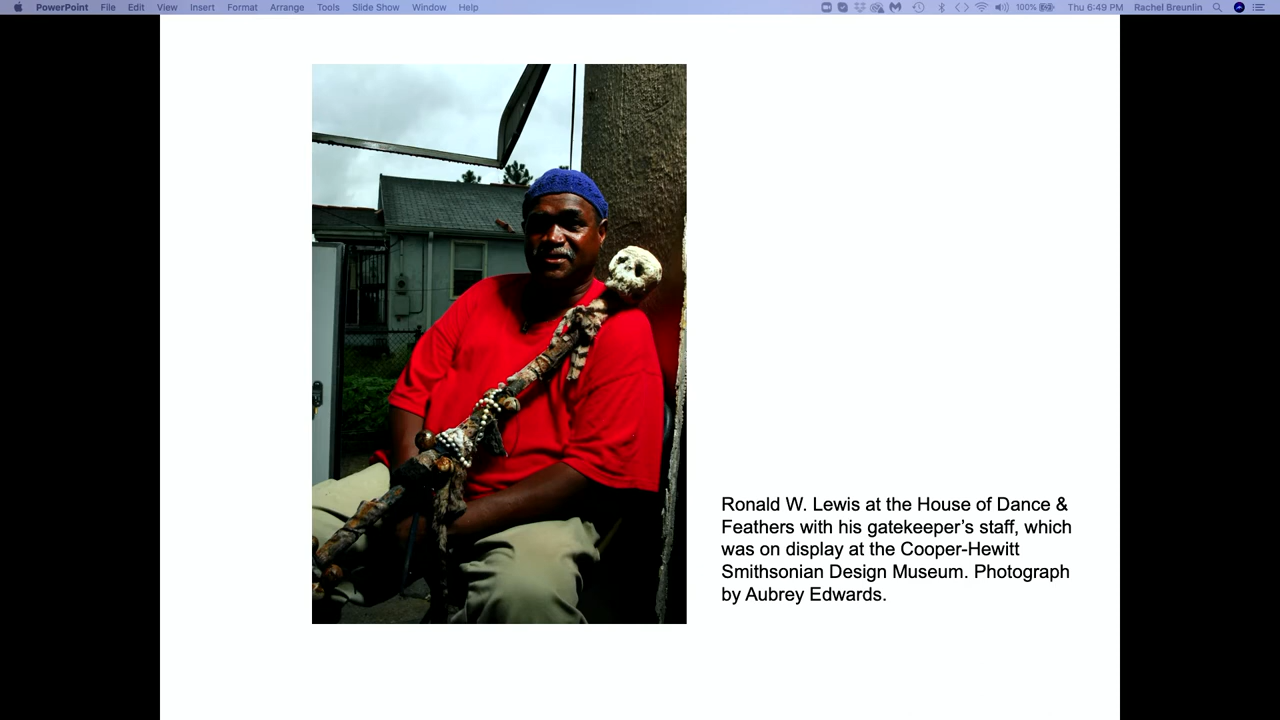 PowerPoint File Edit View Insert Format Arrange Tools Slide Show Window Help 100% Thu 6:49 PM Rachel Breunlin
Ronald W. Lewis at the House of Dance &
Feathers with his gatekeeper’s staff, which
was on display at the Cooper-Hewitt
Smithsonian Design Museum. Photograph
by Aubrey Edwards.